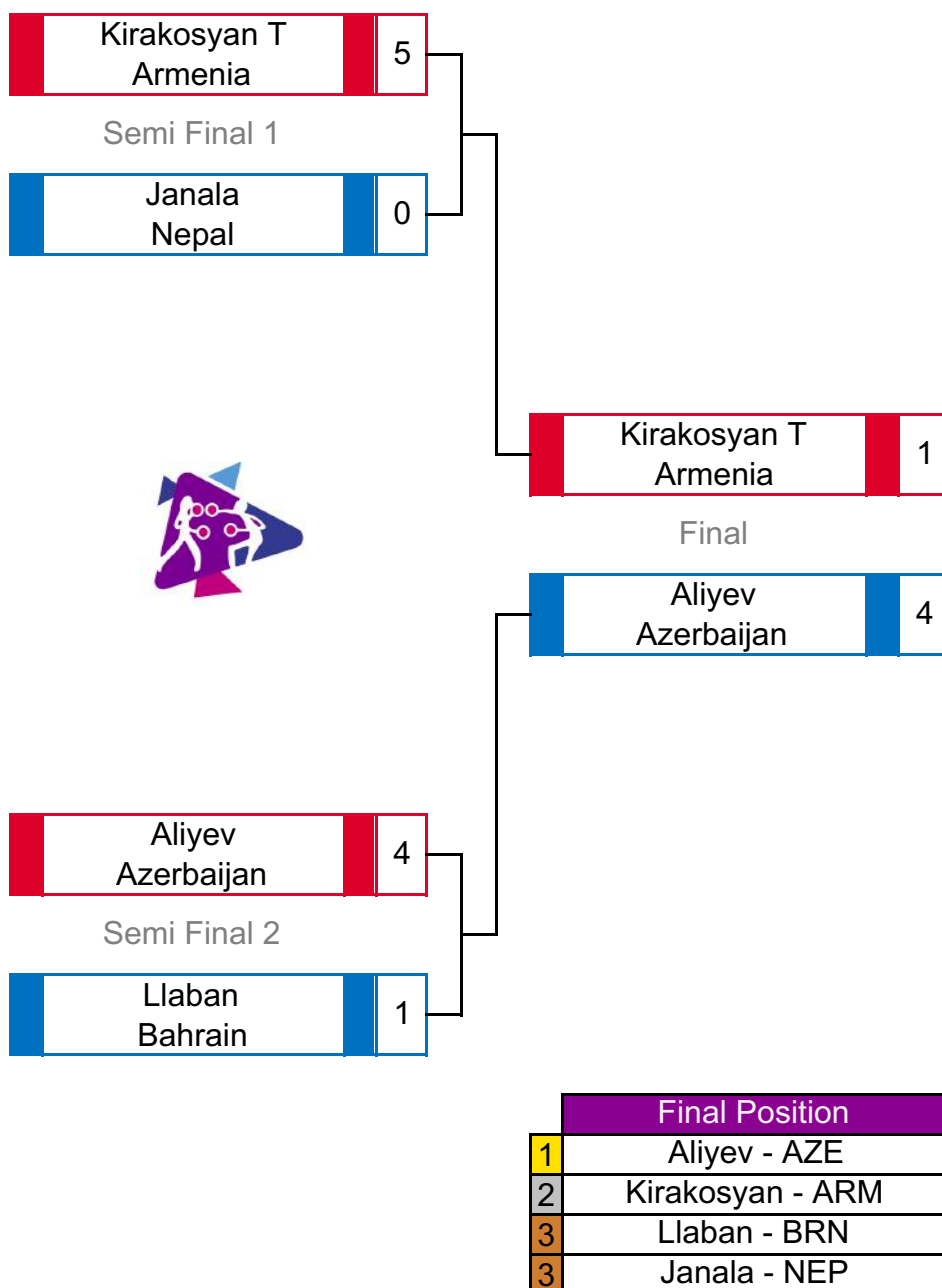 Kirakosyan T
Armenia
5
Semi Final 1
Janala
Nepal
0
Kirakosyan T
Armenia
1
Final
Aliyev
Azerbaijan
4
Aliyev
Azerbaijan
4
Semi Final 2
Llaban
Bahrain
1
Final Position
1 Aliyev - AZE
2 Kirakosyan - ARM
3 Llaban - BRN
3 Janala - NEP